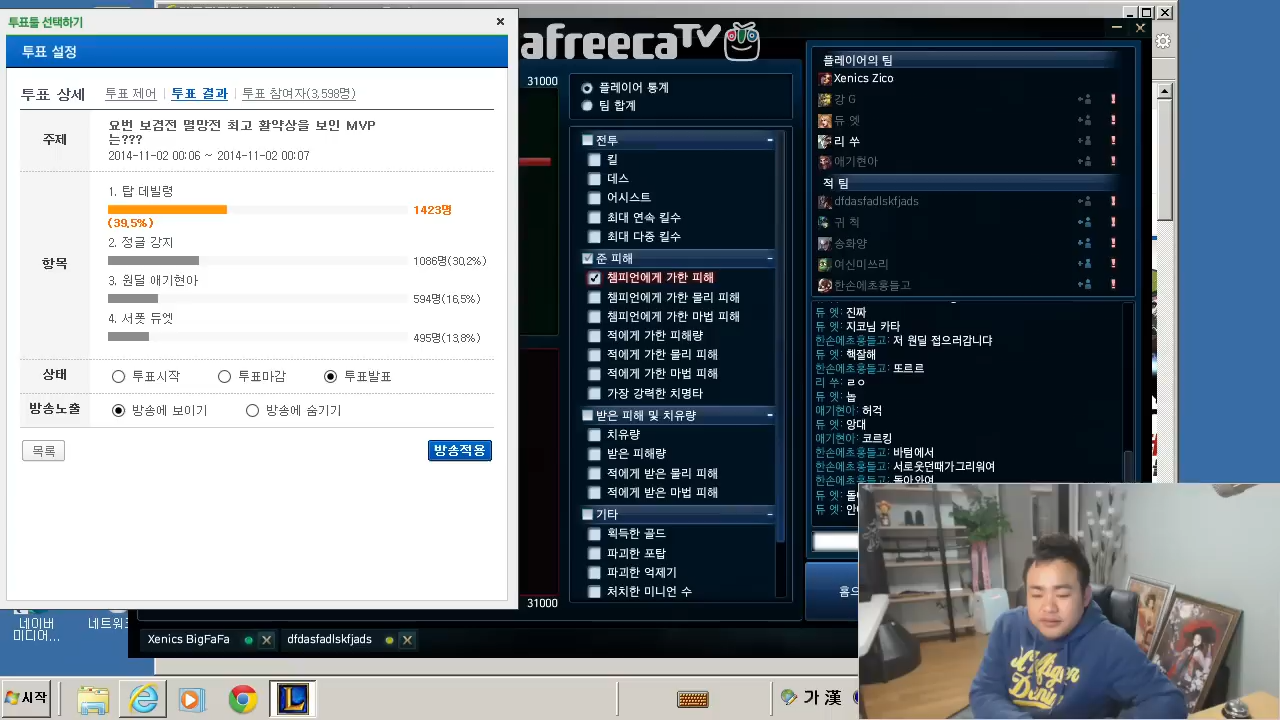 투표를 선택하기
투표 설정
투표 상세 투표 제어 투표 결과 투표 참여자(3,598명)
주제
요번 보겸전 멸망전 최고 활약상을 보인 MVP
는???
2014-11-02 00:06 ~ 2014-11-02 00:07
항목
1. 탑 데빌령
1423명
(39,5%)
2. 정글 강지
1086명(30,2%)
3. 원딜 애기현아
594명(16,5%)
4. 서폿 듀엣
495명(13,8%)
상태 투표시작 투표마감 투표발표
방송노출 방송에 보이기 방송에 숨기기
목록 방송적용
afreecaTV
31000
플레이어 통계
팀 합계
전투
킬
데스
어시스트
최대 연속 킬수
최대 다중 킬수
준 피해
챔피언에게 가한 피해
챔피언에게 가한 물리 피해
챔피언에게 가한 마법 피해
적에게 가한 피해량
적에게 가한 물리 피해
적에게 가한 마법 피해
가장 강력한 치명타
받은 피해 및 치유량
치유량
받은 피해량
적에게 받은 물리 피해
적에게 받은 마법 피해
기타
획득한 골드
파괴한 포탑
파괴한 억제기
처치한 미니언 수
31000
플레이어의 팀
Xenics Zico
강 G
듀 엣
리 쑤
애기현아
적 팀
dfdasfadlskfjads
귀 척
송화양
여신미쓰리
한손에초롱들고
듀 엣: 진짜
듀 엣: 지코님 카타
한손에초롱들고: 저 원딜 접으러감니댜
듀 엣: 핵잘해
한손에초롱들고: 또르르
리 쑤: ㄹㅇ
듀 엣: 놉
애기현아: 허걱
듀 엣: 앙대
애기현아: 코르킹
한손에초롱들고: 바텀에서
한손에초롱들고: 서로웃던때가그리워여
한손에초롱들고: 돌아와여
듀 엣:
듀 엣:
Xenics BigFaFa
dfdasfadlskfjads
네이버
미디어...
네트워크
시작
가 漢